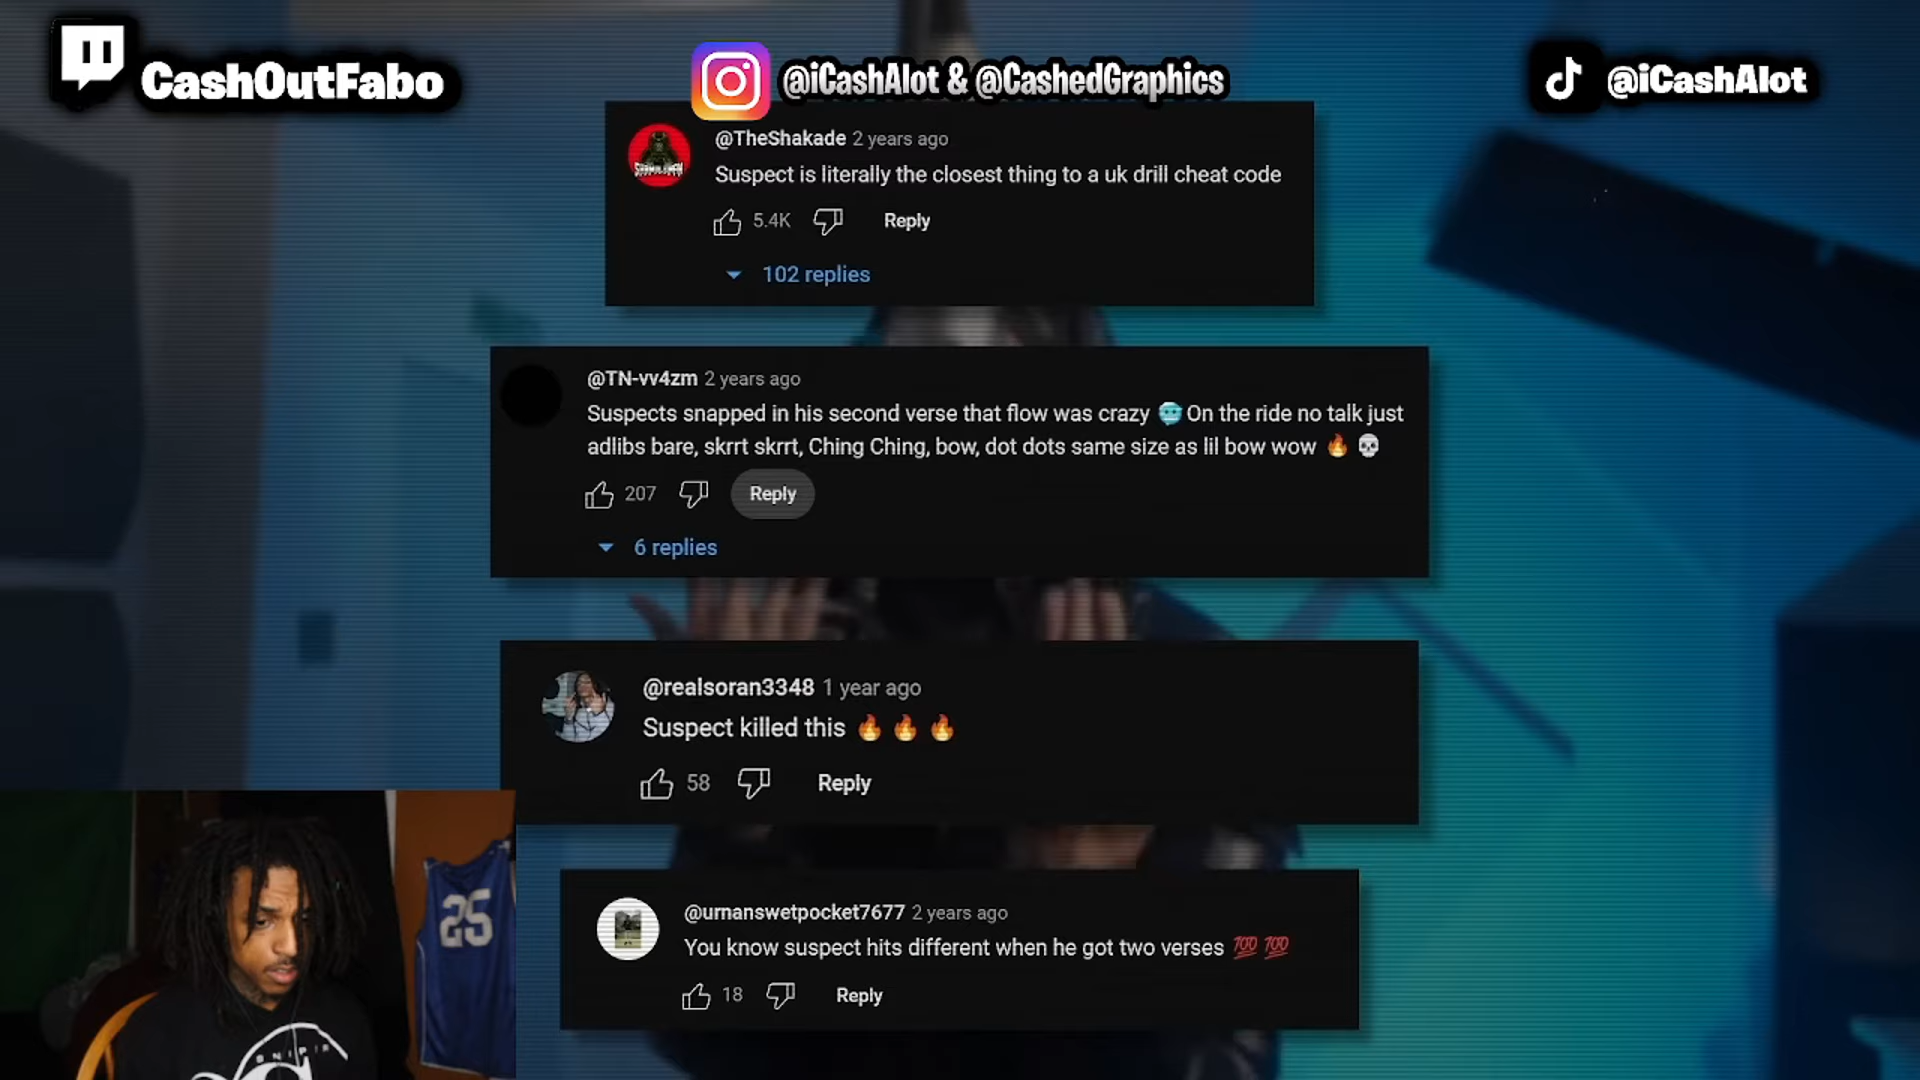 CashOutFabo
@iCashAlot & @CashedGraphics
@iCashAlot
@TheShakade 2 years ago
Suspect is literally the closest thing to a uk drill cheat code
5.4K Reply
102 replies
@TN-vv4zm 2 years ago
Suspects snapped in his second verse that flow was crazy 🥶 On the ride no talk just
adlibs bare, skrrt skrrt, Ching Ching, bow, dot dots same size as lil bow wow 🔥 💀
207 Reply
6 replies
@realsoran3348 1 year ago
Suspect killed this 🔥 🔥 🔥
58 Reply
@urnanswetpocket7677 2 years ago
You know suspect hits different when he got two verses 💯 💯
18 Reply
25